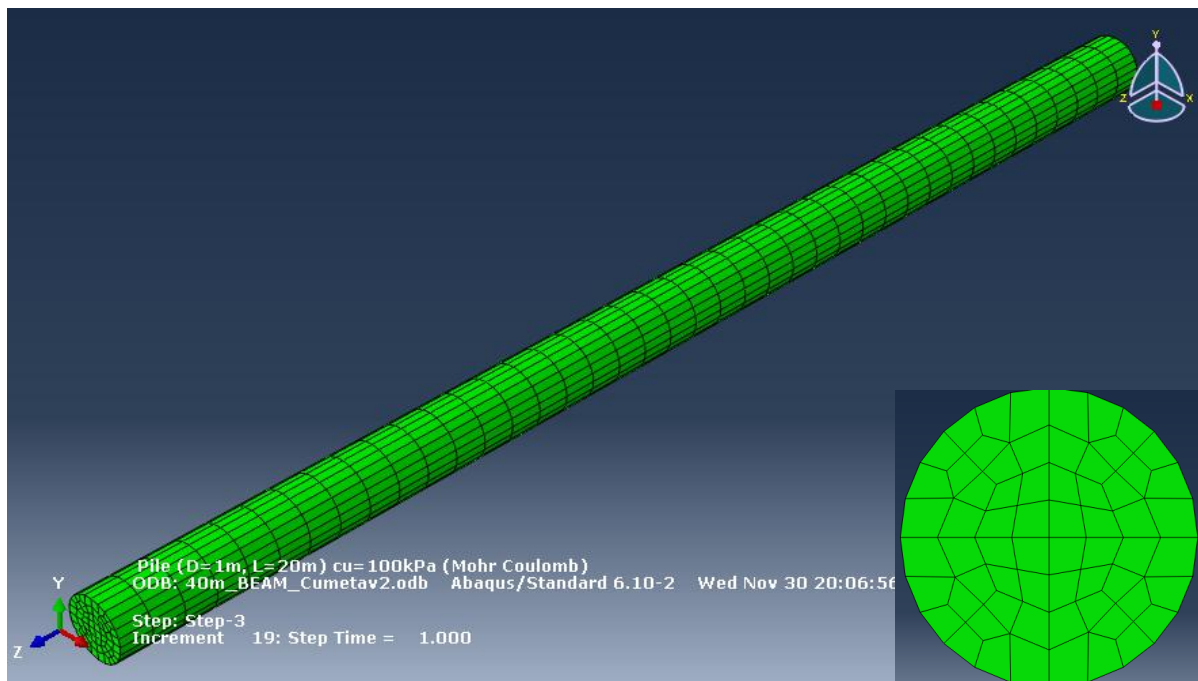 Y
Z X
Pile (D=1m, L=20m) cu=100kPa (Mohr Coulomb)
Y ODB: 40m_BEAM_Cumetav2.odb Abaqus/Standard 6.10-2 Wed Nov 30 20:06:56
Step: Step-3
Z Increment 19: Step Time = 1.000